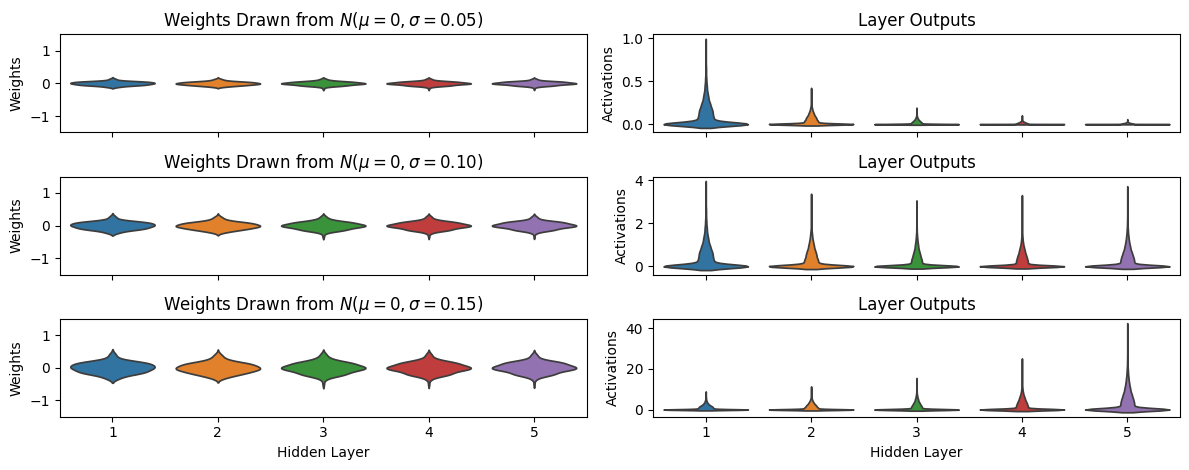 Weights Drawn from N(μ = 0, σ = 0.05)
Weights
1
0
−1
Layer Outputs
Activations
1.0
0.5
0.0
Weights Drawn from N(μ = 0, σ = 0.10)
Weights
1
0
−1
Layer Outputs
Activations
4
2
0
Weights Drawn from N(μ = 0, σ = 0.15)
Weights
1
0
−1
1 2 3 4 5
Hidden Layer
Layer Outputs
Activations
40
20
0
1 2 3 4 5
Hidden Layer